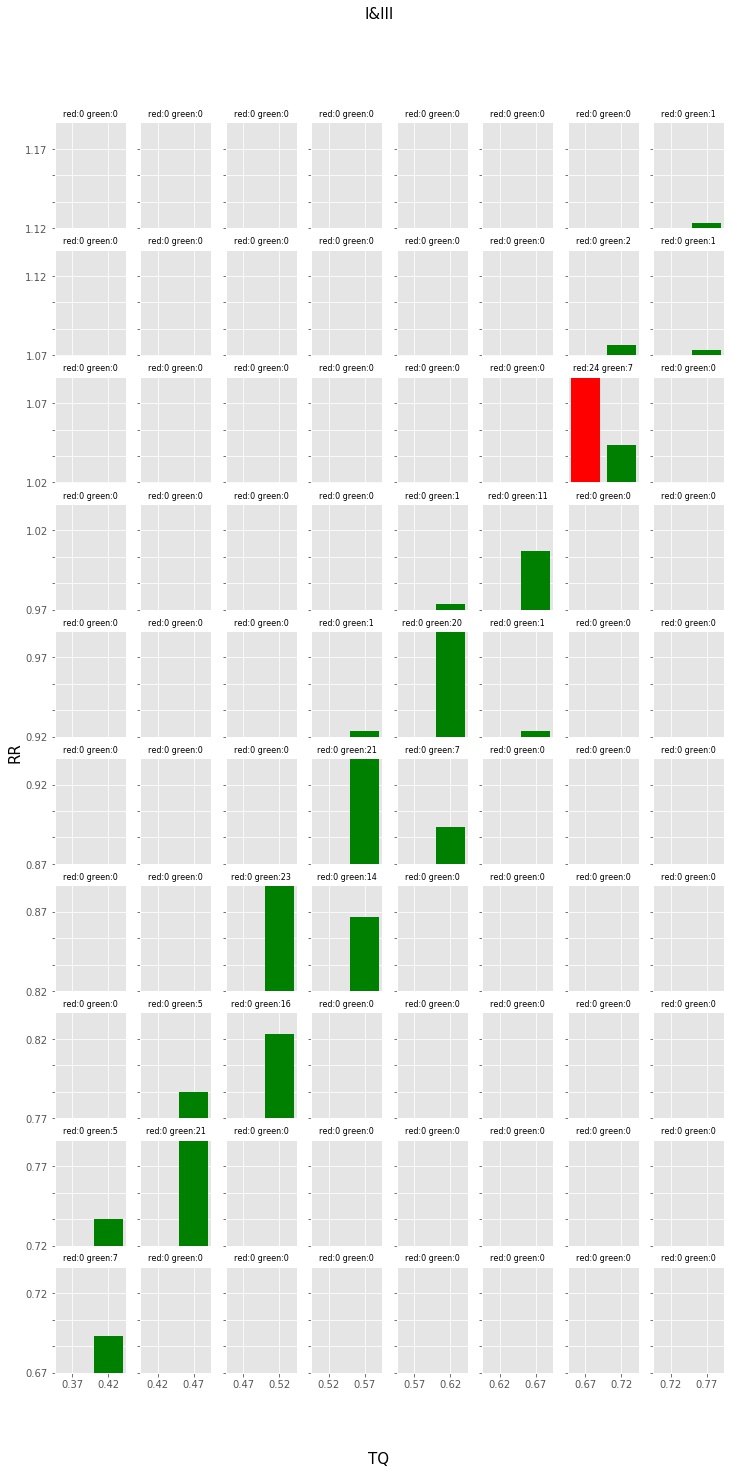 I&III
red:0 green:0 red:0 green:0 red:0 green:0 red:0 green:0 red:0 green:0 red:0 green:0 red:0 green:0 red:0 green:1
1.17
1.12
red:0 green:0 red:0 green:0 red:0 green:0 red:0 green:0 red:0 green:0 red:0 green:0 red:0 green:2 red:0 green:1
1.12
1.07
red:0 green:0 red:0 green:0 red:0 green:0 red:0 green:0 red:0 green:0 red:0 green:0 red:24 green:7 red:0 green:0
1.07
1.02
red:0 green:0 red:0 green:0 red:0 green:0 red:0 green:0 red:0 green:1 red:0 green:11 red:0 green:0 red:0 green:0
1.02
0.97
red:0 green:0 red:0 green:0 red:0 green:0 red:0 green:1 red:0 green:20 red:0 green:1 red:0 green:0 red:0 green:0
0.97
0.92
RR
red:0 green:0 red:0 green:0 red:0 green:0 red:0 green:21 red:0 green:7 red:0 green:0 red:0 green:0 red:0 green:0
0.92
0.87
red:0 green:0 red:0 green:0 red:0 green:23 red:0 green:14 red:0 green:0 red:0 green:0 red:0 green:0 red:0 green:0
0.87
0.82
red:0 green:0 red:0 green:5 red:0 green:16 red:0 green:0 red:0 green:0 red:0 green:0 red:0 green:0 red:0 green:0
0.82
0.77
red:0 green:5 red:0 green:21 red:0 green:0 red:0 green:0 red:0 green:0 red:0 green:0 red:0 green:0 red:0 green:0
0.77
0.72
red:0 green:7 red:0 green:0 red:0 green:0 red:0 green:0 red:0 green:0 red:0 green:0 red:0 green:0 red:0 green:0
0.72
0.67
0.37 0.42 0.42 0.47 0.47 0.52 0.52 0.57 0.57 0.62 0.62 0.67 0.67 0.72 0.72 0.77
TQ